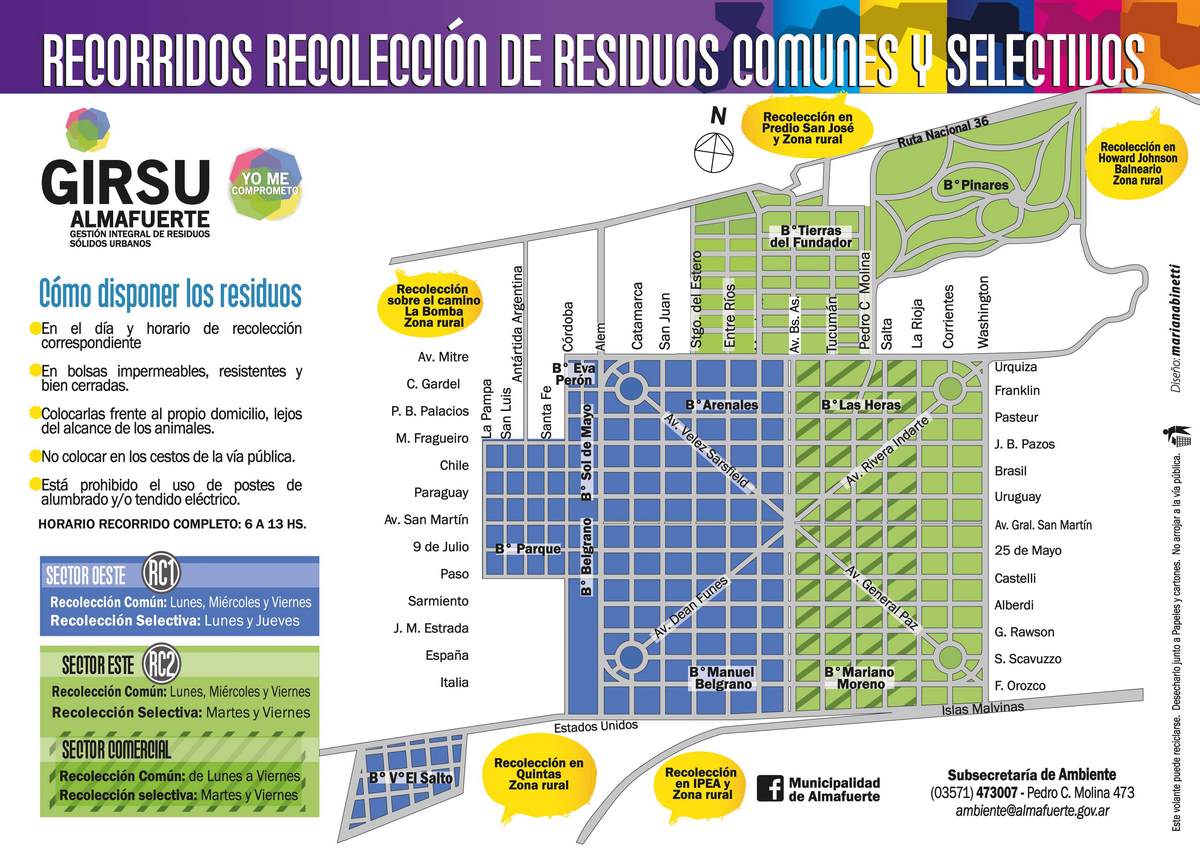 RECORRIDOS RECOLECCIÓN DE RESIDUOS COMUNES Y SELECTIVOS
GIRSU
ALMAFUERTE
GESTIÓN INTEGRAL DE RESIDUOS
SÓLIDOS URBANOS
YO ME
COMPROMETO
Cómo disponer los residuos
En el día y horario de recolección
correspondiente
En bolsas impermeables, resistentes y
bien cerradas.
Colocarlas frente al propio domicilio, lejos
del alcance de los animales.
No colocar en los cestos de la vía pública.
Está prohibido el uso de postes de
alumbrado y/o tendido eléctrico.
HORARIO RECORRIDO COMPLETO: 6 A 13 HS.
SECTOR OESTE RC1
Recolección Común: Lunes, Miércoles y Viernes
Recolección Selectiva: Lunes y Jueves
SECTOR ESTE RC2
Recolección Común: Lunes, Miércoles y Viernes
Recolección Selectiva: Martes y Viernes
SECTOR COMERCIAL
Recolección Común: de Lunes a Viernes
Recolección selectiva: Martes y Viernes
N
Recolección en
Predio San José
y Zona rural
Ruta Nacional 36
Recolección en
Howard Johnson
Balneario
Zona rural
B°Pinares
B°Tierras
del Fundador
Recolección
sobre el camino
La Bomba
Zona rural
La Pampa
San Luis
Antártida Argentina
Santa Fe
Córdoba
Alem
Catamarca
San Juan
Stgo. del Estero
Entre Ríos
Av. Bs. As.
Tucumán
Pedro C Molina
Salta
La Rioja
Corrientes
Washington
Av. Mitre
C. Gardel
P. B. Palacios
M. Fragueiro
Chile
Paraguay
Av. San Martín
9 de Julio
Paso
Sarmiento
J. M. Estrada
España
Italia
B° Eva
Perón
B° Sol de Mayo
B° Belgrano
B° Parque
B°Arenales
B°Las Heras
Av. Velez Sarsfield
Av. Rivera Indarte
Av. Dean Funes
Av. General Paz
B°Manuel
Belgrano
B°Mariano
Moreno
Urquiza
Franklin
Pasteur
J. B. Pazos
Brasil
Uruguay
Av. Gral. San Martín
25 de Mayo
Castelli
Alberdi
G. Rawson
S. Scavuzzo
F. Orozco
Islas Malvinas
Estados Unidos
B° V°El Salto
Recolección en
Quintas
Zona rural
Recolección
en IPEA y
Zona rural
f Municipalidad
de Almafuerte
Subsecretaría de Ambiente
(03571) 473007 - Pedro C. Molina 473
ambiente@almafuerte.gov.ar
Diseño: marianabinetti
Este volante puede reciclarse. Desecharlo junto a Papeles y cartones. No arrojar a la vía pública.